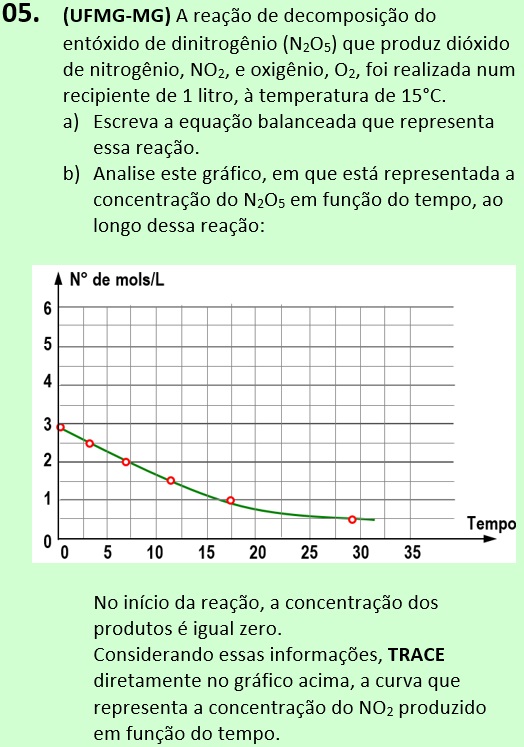 05. (UFMG-MG) A reação de decomposição do
entóxido de dinitrogênio (N₂O₅) que produz dióxido
de nitrogênio, NO₂, e oxigênio, O₂, foi realizada num
recipiente de 1 litro, à temperatura de 15°C.
a) Escreva a equação balanceada que representa
essa reação.
b) Analise este gráfico, em que está representada a
concentração do N₂O₅ em função do tempo, ao
longo dessa reação:
N° de mols/L
6
5
4
3
2
1
0
Tempo
0 5 10 15 20 25 30 35
No início da reação, a concentração dos
produtos é igual zero.
Considerando essas informações, TRACE
diretamente no gráfico acima, a curva que
representa a concentração do NO₂ produzido
em função do tempo.